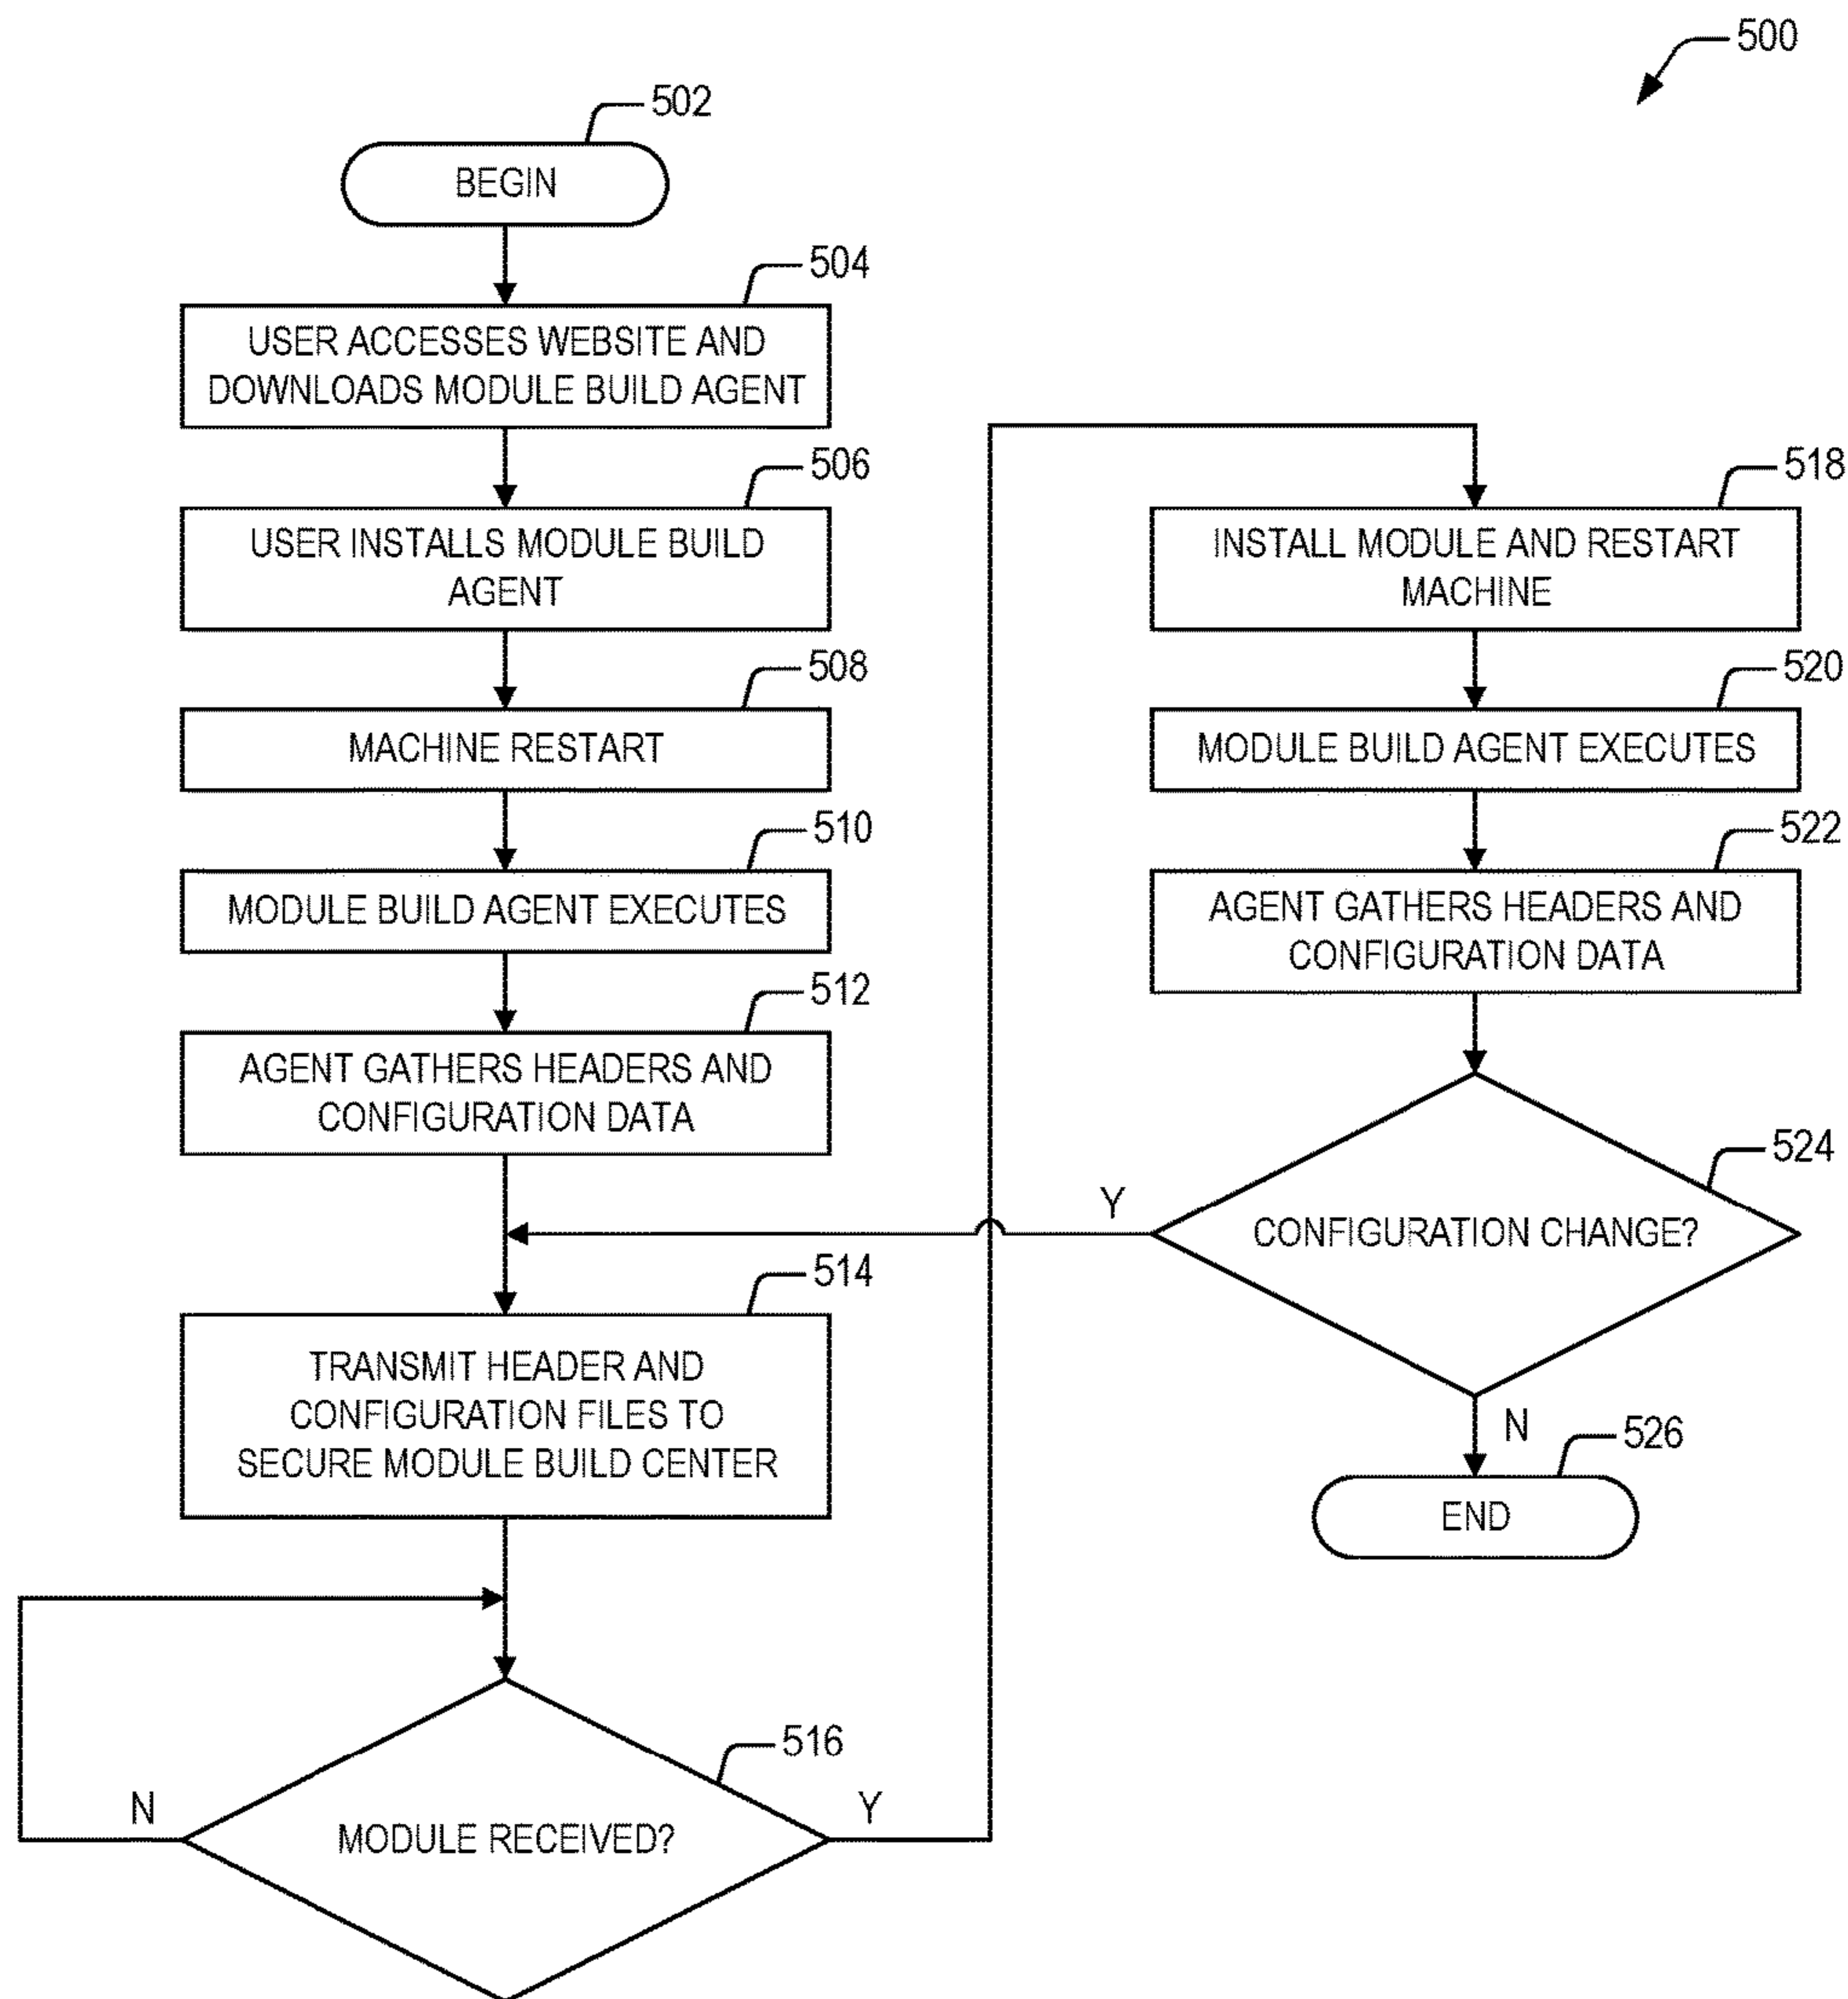 500
502
BEGIN
504
USER ACCESSES WEBSITE AND
DOWNLOADS MODULE BUILD AGENT
506
USER INSTALLS MODULE BUILD
AGENT
508
MACHINE RESTART
510
MODULE BUILD AGENT EXECUTES
512
AGENT GATHERS HEADERS AND
CONFIGURATION DATA
514
TRANSMIT HEADER AND
CONFIGURATION FILES TO
SECURE MODULE BUILD CENTER
516
N
MODULE RECEIVED?
Y
518
INSTALL MODULE AND RESTART
MACHINE
520
MODULE BUILD AGENT EXECUTES
522
AGENT GATHERS HEADERS AND
CONFIGURATION DATA
524
Y
CONFIGURATION CHANGE?
N
526
END